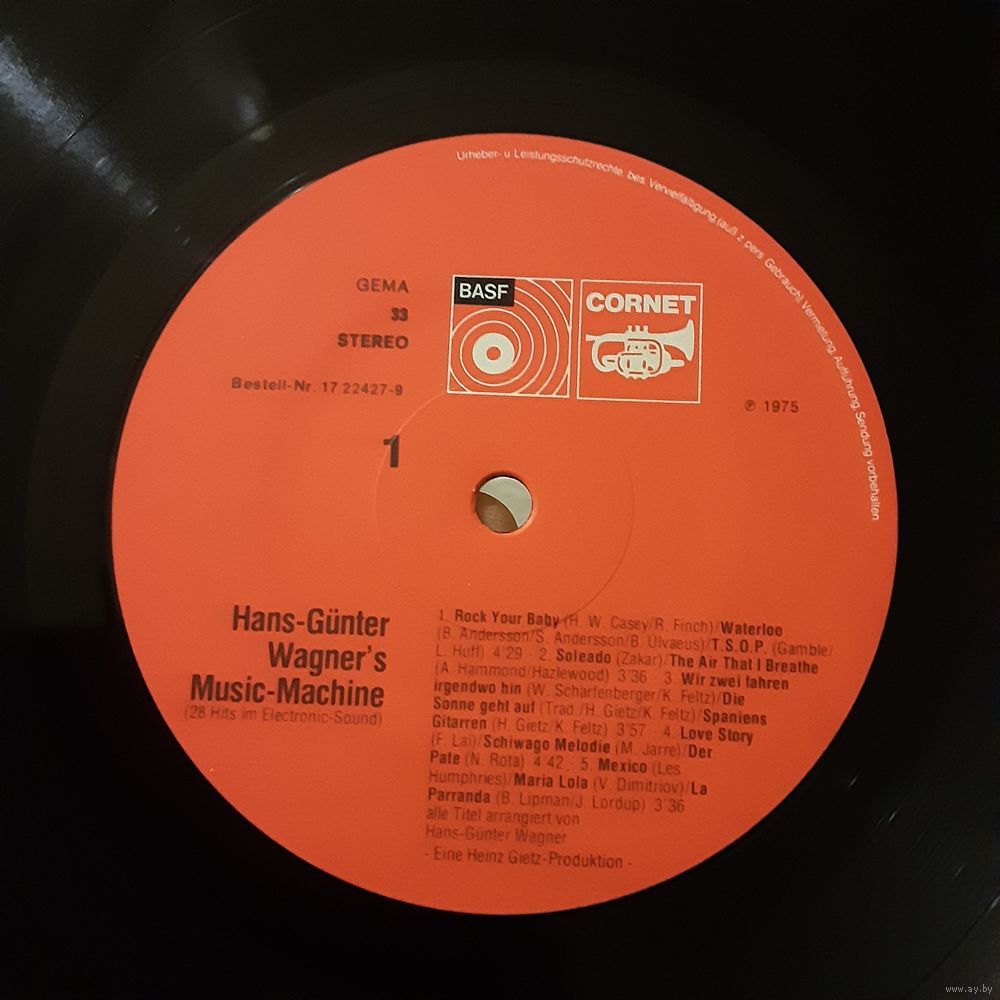 Urheber- u. Leistungsschutzrechte, bes. Vervielfältigung (auß. z. pers. Gebrauch), Vermietung, Aufführung, Sendung vorbehalten
GEMA
33
STEREO
Bestell-Nr. 17 22427-9
BASF
CORNET
℗ 1975
1
Hans-Günter
Wagner's
Music-Machine
(28 Hits im Electronic-Sound)
1. Rock Your Baby (H. W. Casey/R. Finch)/Waterloo
(B. Andersson/S. Andersson/B. Ulvaeus)/T.S.O.P. (Gamble/
L. Huff) 4'29 - 2. Soleado (Zakar)/The Air That I Breathe
(A. Hammond/Hazlewood) 3'36 3. Wir zwei fahren
irgendwo hin (W. Scharfenberger/K. Feltz)/Die
Sonne geht auf (Trad./H. Gietz/K. Feltz)/Spaniens
Gitarren (H. Gietz/K. Feltz) 3'57 - 4. Love Story
(F. Lai)/Schiwago Melodie (M. Jarre)/Der
Pate (N. Rota) 4'42 - 5. Mexico (Les
Humphries)/Maria Lola (V. Dimitriov)/La
Parranda (B. Lipman/J. Lordup) 3'36
alle Titel arrangiert von
Hans-Günter Wagner
- Eine Heinz Gietz-Produktion -
www.ay.by